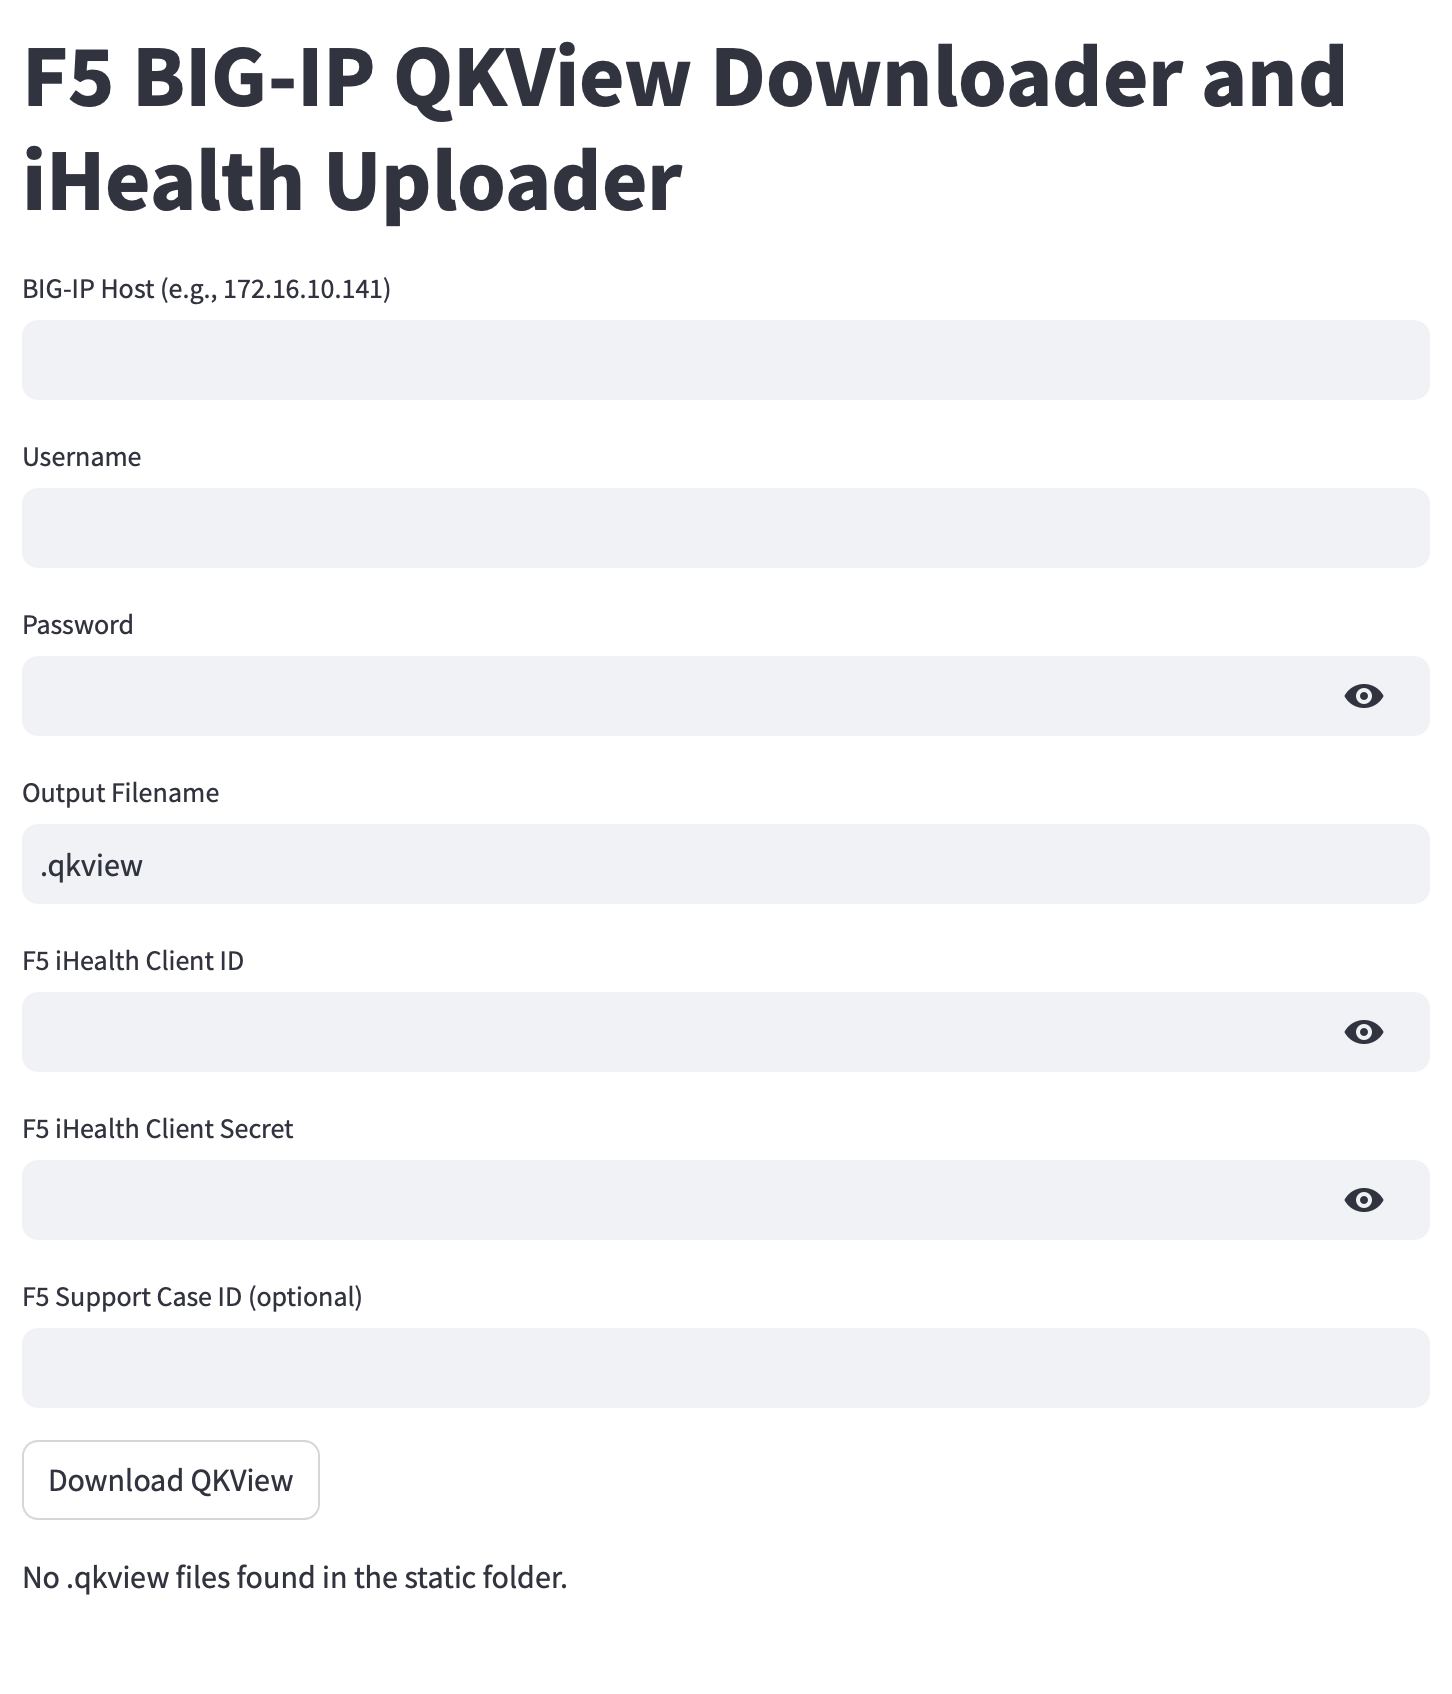 F5 BIG-IP QKView Downloader and
iHealth Uploader
BIG-IP Host (e.g., 172.16.10.141)
Username
Password
Output Filename
.qkview
F5 iHealth Client ID
F5 iHealth Client Secret
F5 Support Case ID (optional)
Download QKView
No .qkview files found in the static folder.